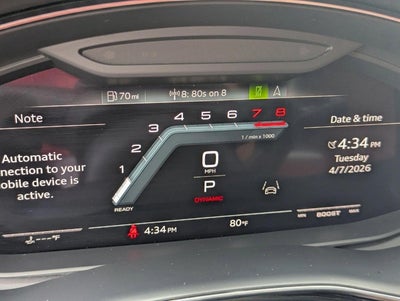 70 mi
8: 80s on 8
A
Note
Automatic
nnection to your
obile device is
active.
1 2 3 4 5 6 7 8
1 / min x 1000
READY
0
MPH
P
DYNAMIC
Date & time
4:34 PM
Tuesday
4/7/2026
---°F
4:34 PM
80°F
MIN BOOST MAX